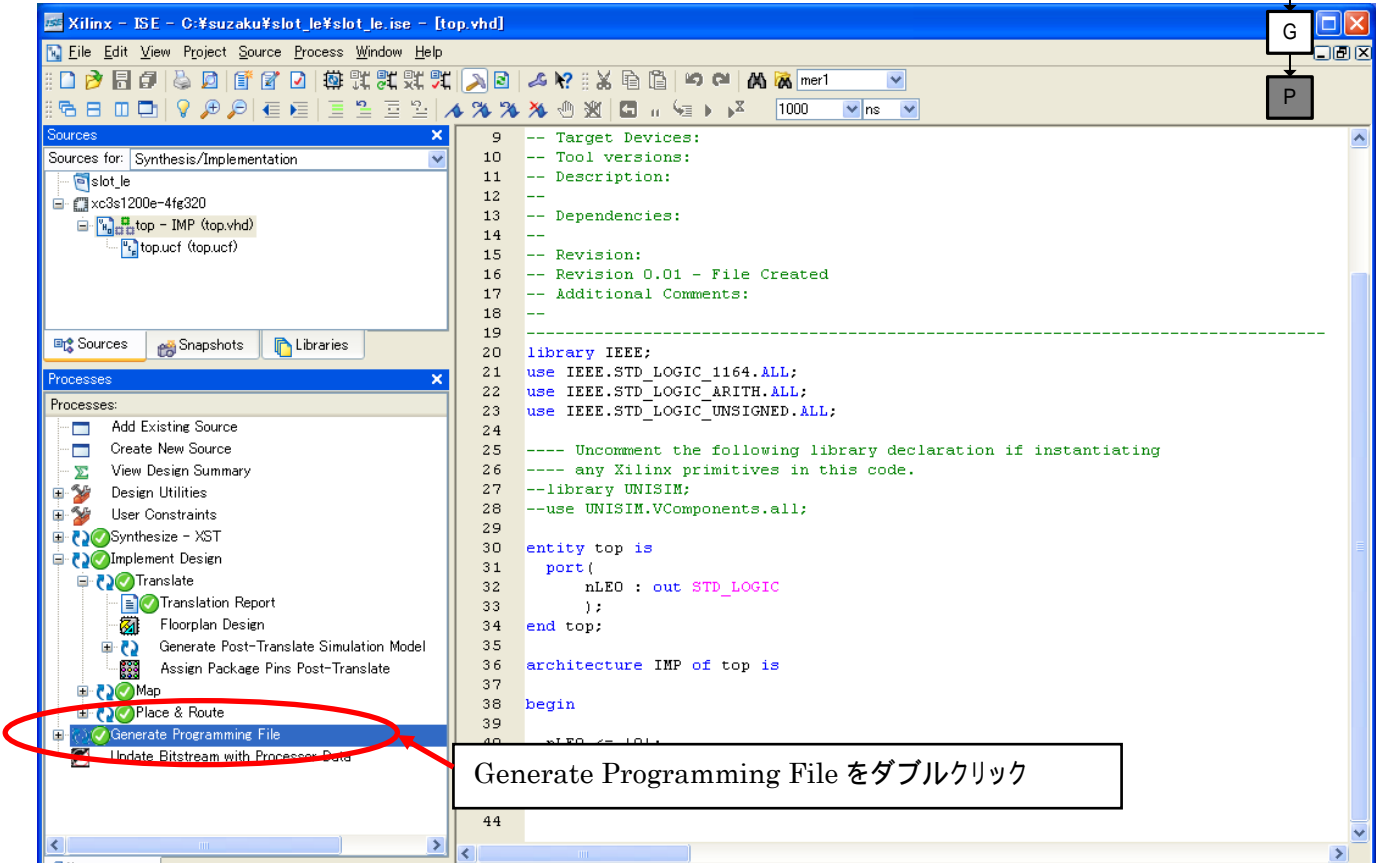 Xilinx - ISE - C:¥suzaku¥slot_le¥slot_le.ise - [top.vhd]
G
File Edit View Project Source Process Window Help
mer1
P
1000 ns
Sources
Sources for: Synthesis/Implementation
slot_le
xc3s1200e-4fg320
top - IMP (top.vhd)
top.ucf (top.ucf)
Sources Snapshots Libraries
Processes
Processes:
Add Existing Source
Create New Source
View Design Summary
Design Utilities
User Constraints
Synthesize - XST
Implement Design
Translate
Translation Report
Floorplan Design
Generate Post-Translate Simulation Model
Assign Package Pins Post-Translate
Map
Place & Route
Generate Programming File
Update Bitstream with Processor Data
9 -- Target Devices:
10 -- Tool versions:
11 -- Description:
12 --
13 -- Dependencies:
14 --
15 -- Revision:
16 -- Revision 0.01 - File Created
17 -- Additional Comments:
18 --
19 ----------------------------------------------------------------------------------
20 library IEEE;
21 use IEEE.STD_LOGIC_1164.ALL;
22 use IEEE.STD_LOGIC_ARITH.ALL;
23 use IEEE.STD_LOGIC_UNSIGNED.ALL;
24
25 ---- Uncomment the following library declaration if instantiating
26 ---- any Xilinx primitives in this code.
27 --library UNISIM;
28 --use UNISIM.VComponents.all;
29
30 entity top is
31 port(
32 nLE0 : out STD_LOGIC
33 );
34 end top;
35
36 architecture IMP of top is
37
38 begin
39
40 nLE0 <= '0';
Generate Programming File をダブルクリック
44